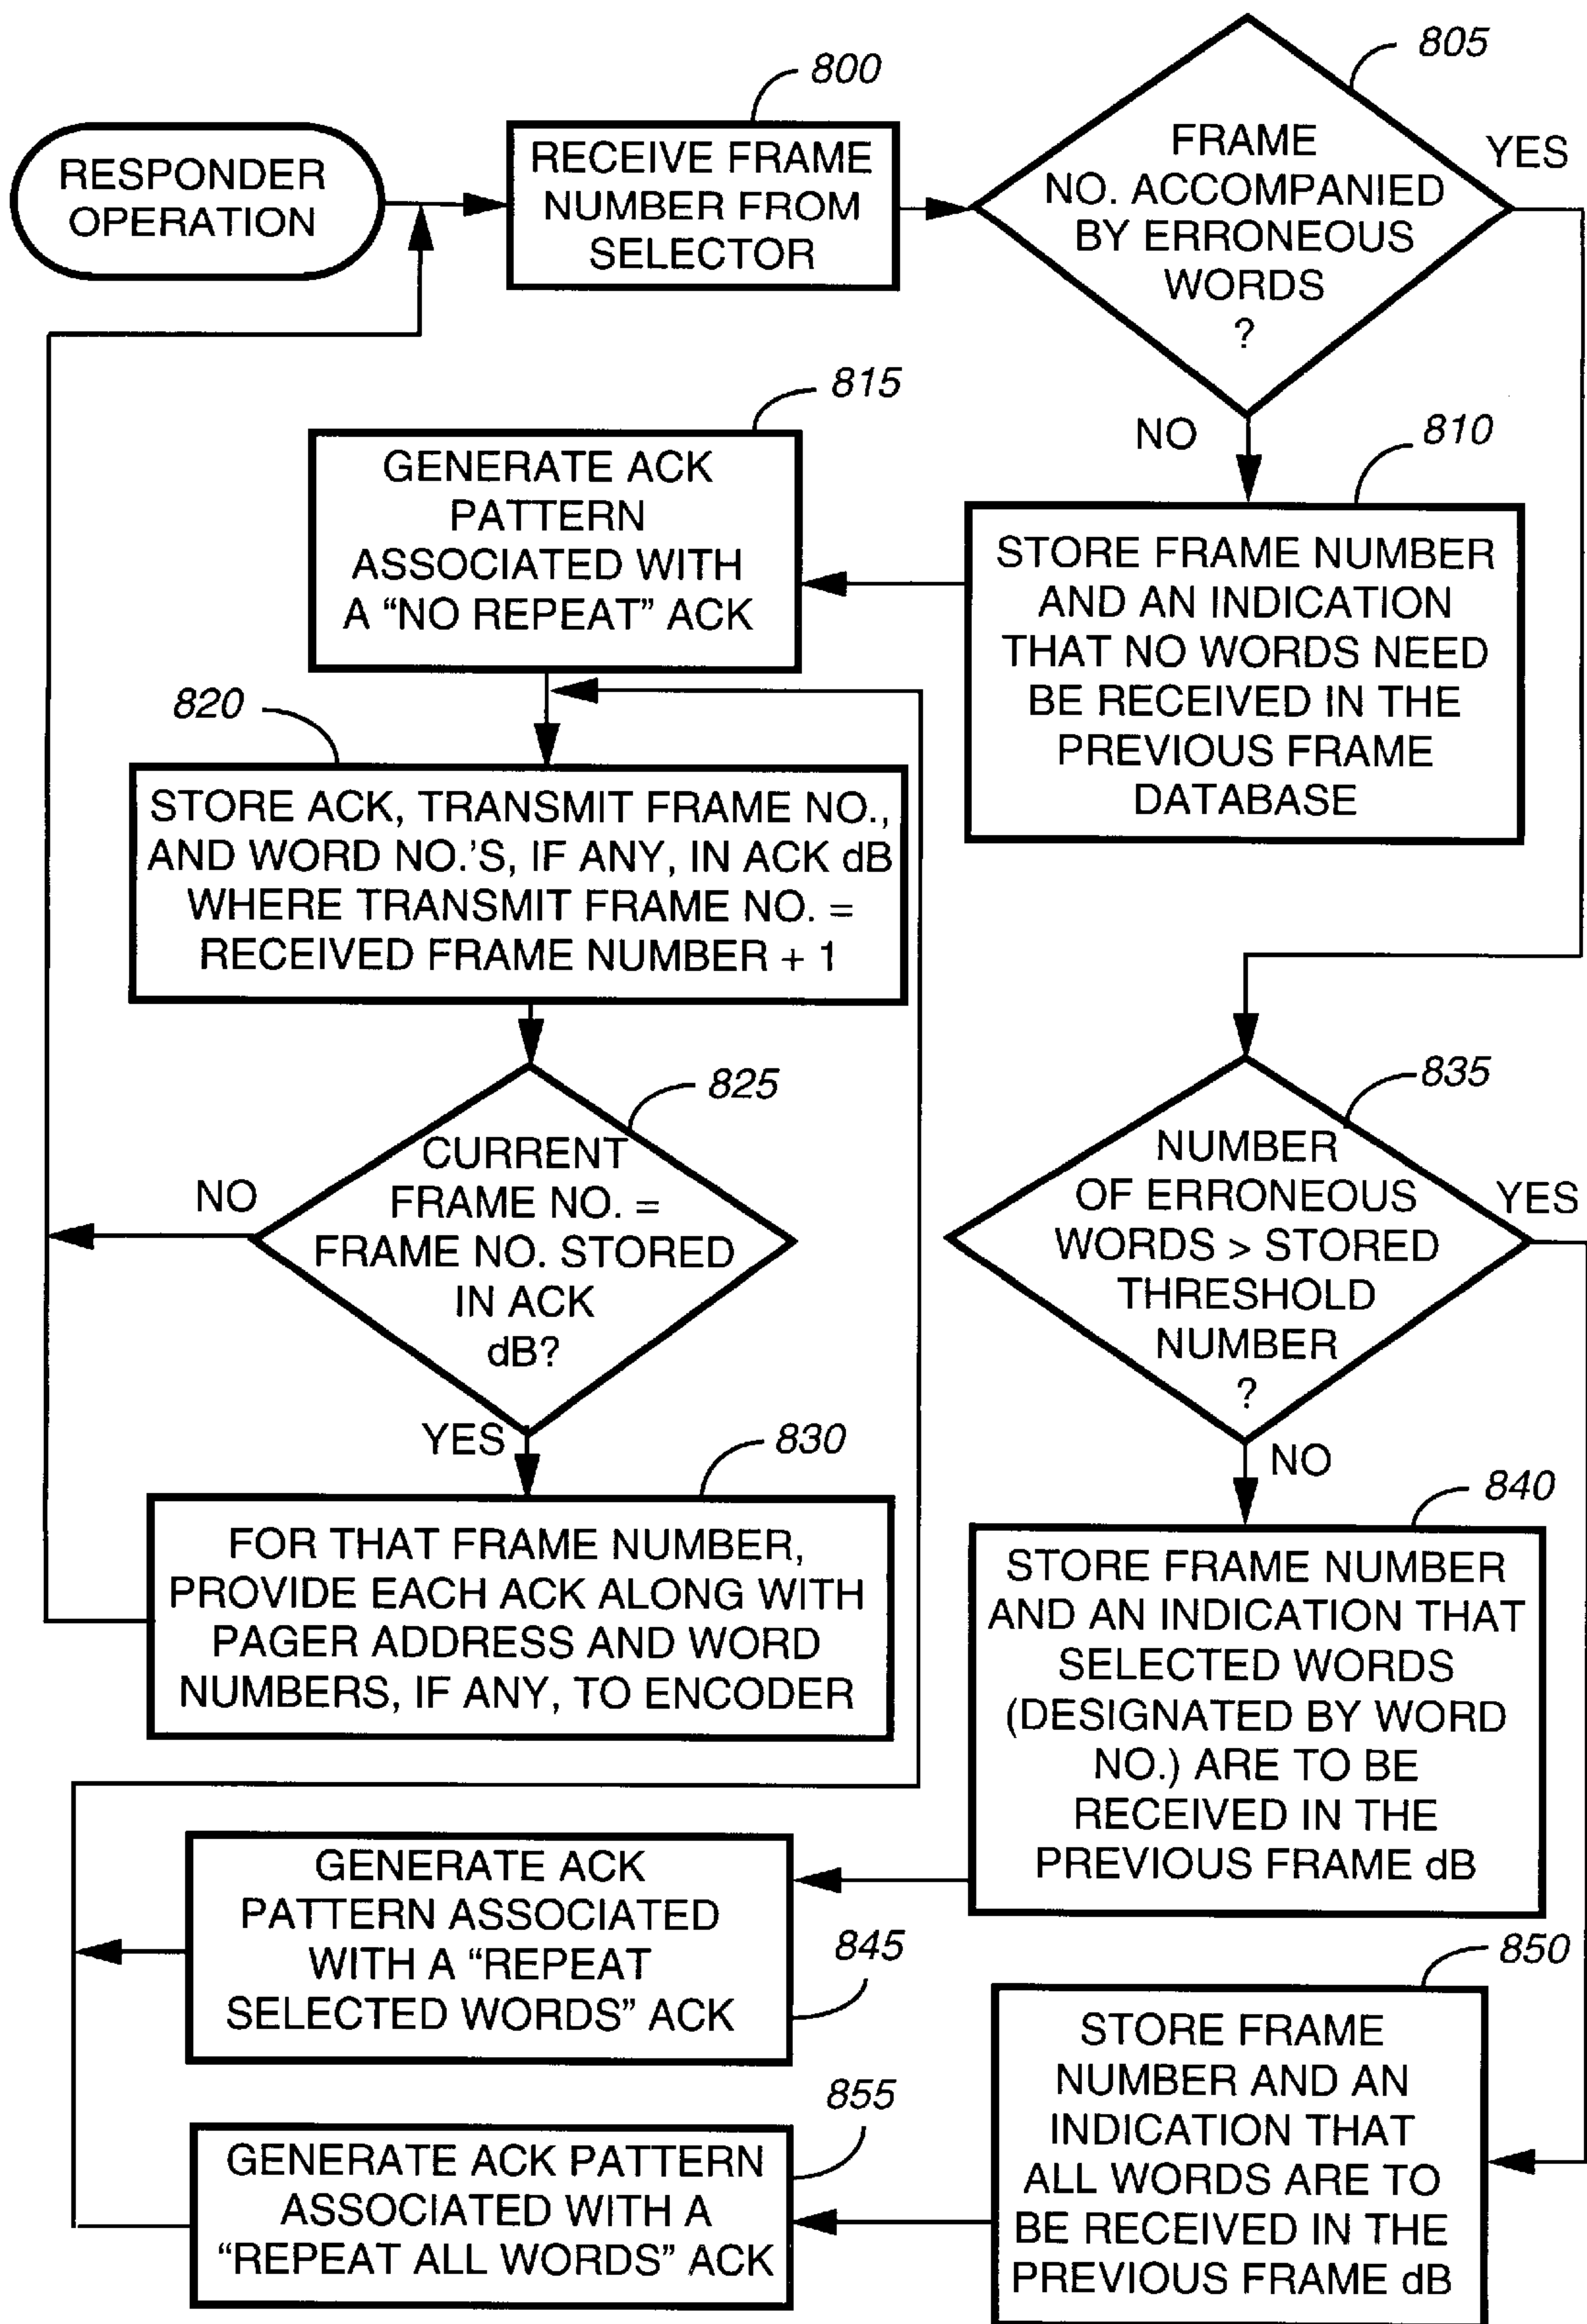 RESPONDER
OPERATION
800
RECEIVE FRAME
NUMBER FROM
SELECTOR
805
FRAME
NO. ACCOMPANIED
BY ERRONEOUS
WORDS
?
YES
NO
810
STORE FRAME NUMBER
AND AN INDICATION
THAT NO WORDS NEED
BE RECEIVED IN THE
PREVIOUS FRAME
DATABASE
815
GENERATE ACK
PATTERN
ASSOCIATED WITH
A “NO REPEAT” ACK
820
STORE ACK, TRANSMIT FRAME NO.,
AND WORD NO.'S, IF ANY, IN ACK dB
WHERE TRANSMIT FRAME NO. =
RECEIVED FRAME NUMBER + 1
825
CURRENT
FRAME NO. =
FRAME NO. STORED
IN ACK
dB?
NO
YES
830
FOR THAT FRAME NUMBER,
PROVIDE EACH ACK ALONG WITH
PAGER ADDRESS AND WORD
NUMBERS, IF ANY, TO ENCODER
835
NUMBER
OF ERRONEOUS
WORDS > STORED
THRESHOLD
NUMBER
?
YES
NO
840
STORE FRAME NUMBER
AND AN INDICATION THAT
SELECTED WORDS
(DESIGNATED BY WORD
NO.) ARE TO BE
RECEIVED IN THE
PREVIOUS FRAME dB
GENERATE ACK
PATTERN ASSOCIATED
WITH A “REPEAT
SELECTED WORDS” ACK
845
850
STORE FRAME
NUMBER AND AN
INDICATION THAT
ALL WORDS ARE TO
BE RECEIVED IN THE
PREVIOUS FRAME dB
855
GENERATE ACK PATTERN
ASSOCIATED WITH A
“REPEAT ALL WORDS” ACK